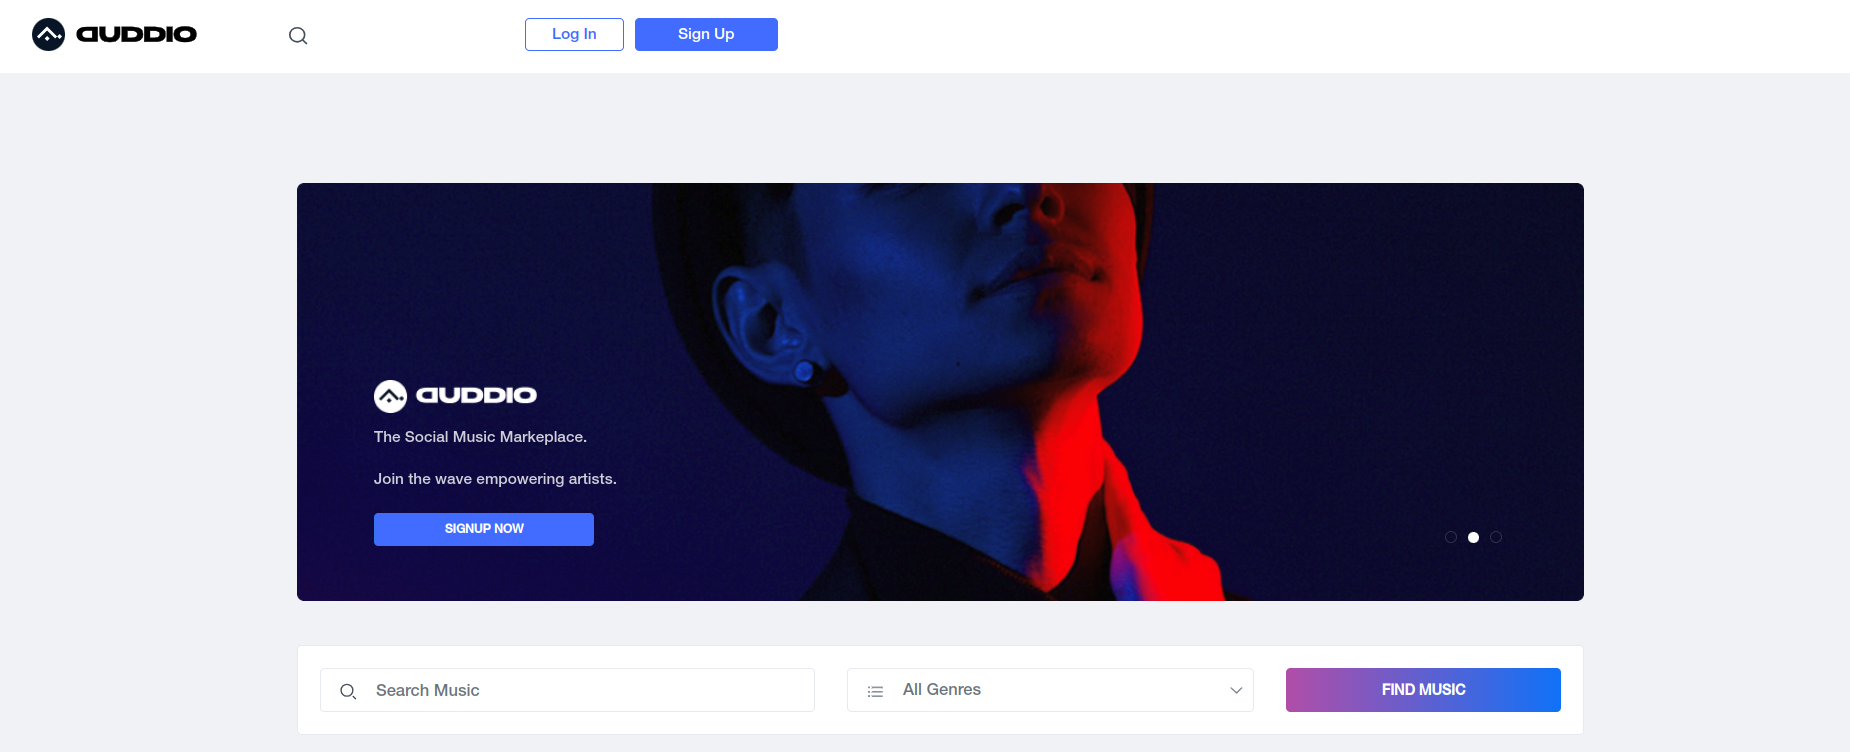 auddio
Log In
Sign Up
auddio
The Social Music Markeplace.
Join the wave empowering artists.
SIGNUP NOW
Search Music
All Genres
FIND MUSIC